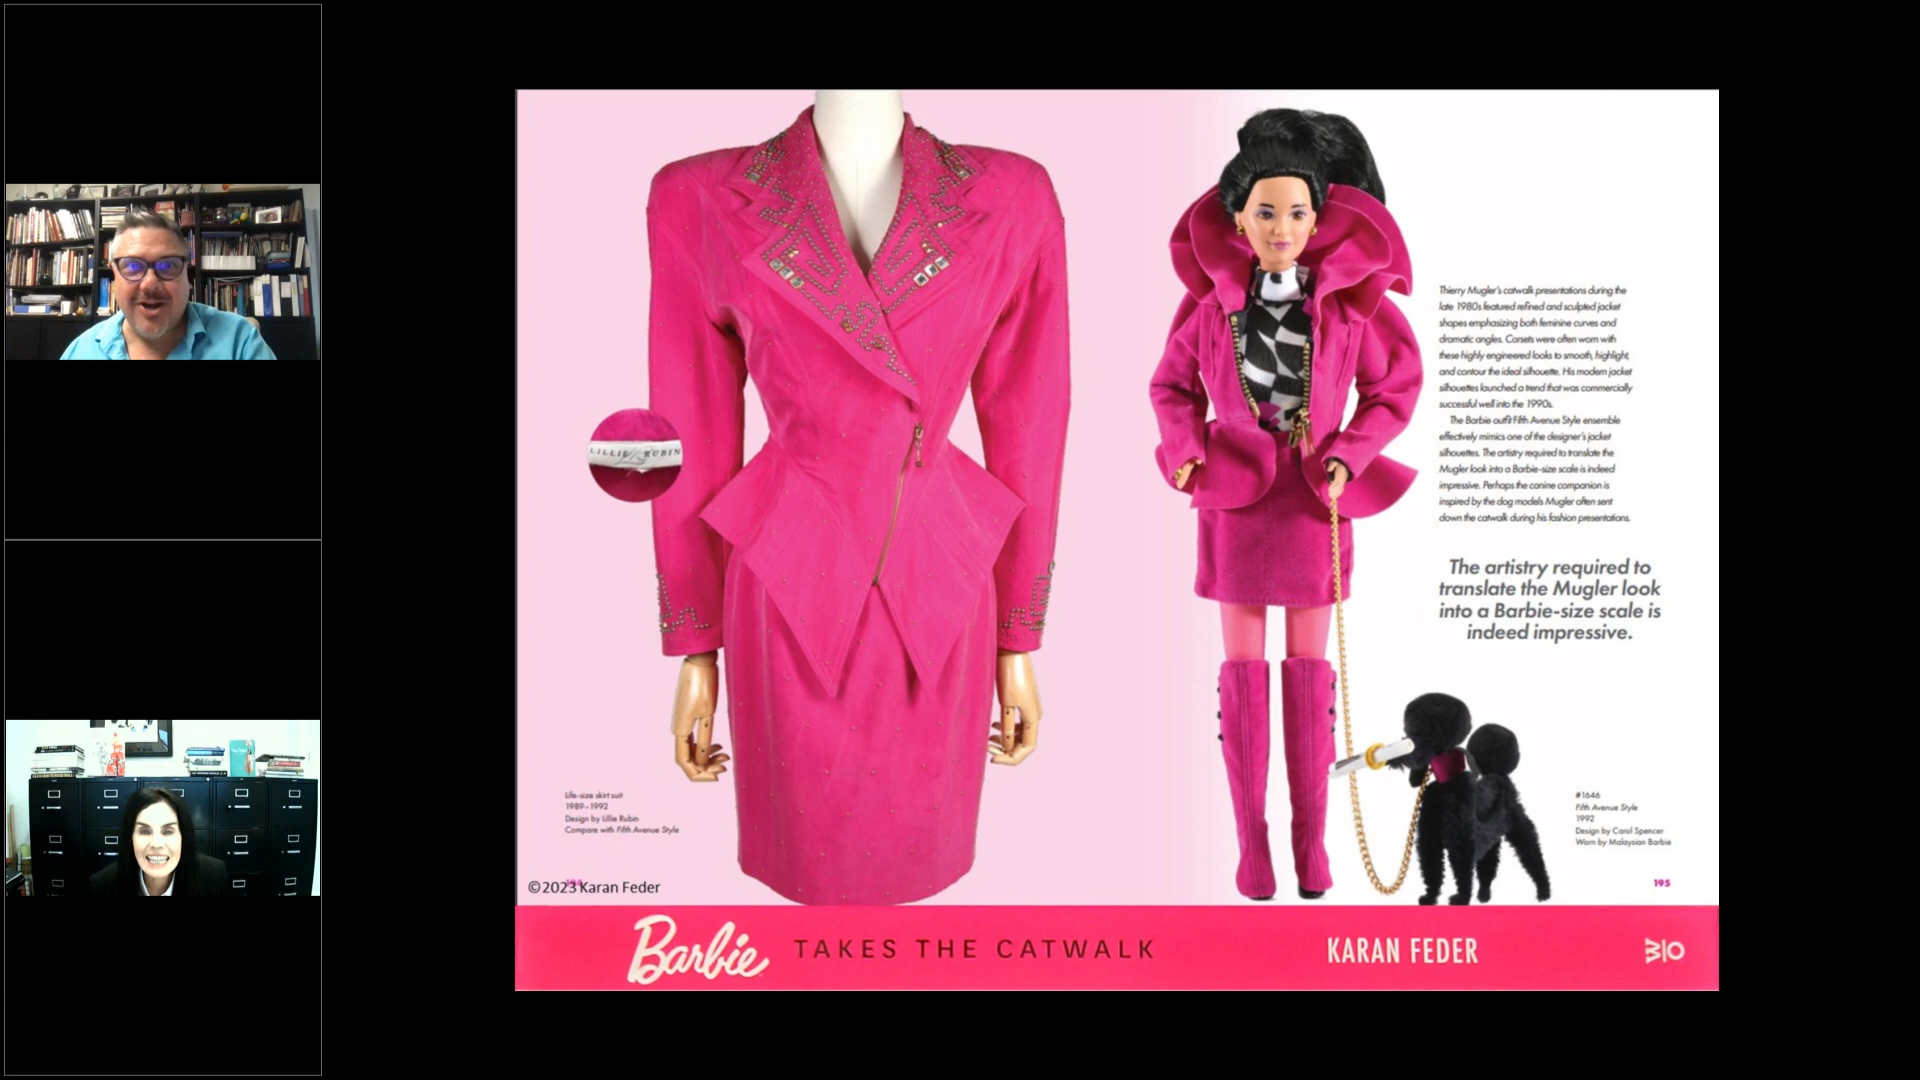 LILLIE RUBIN
Thierry Mugler's catwalk presentations during the
late 1980s featured refined and sculpted jacket
shapes emphasizing both feminine curves and
dramatic angles. Corsets were often worn with
these highly engineered looks to smooth, highlight,
and contour the ideal silhouette. His modern jacket
silhouettes launched a trend that was commercially
successful well into the 1990s.
The Barbie outfit Fifth Avenue Style ensemble
effectively mimics one of the designer's jacket
silhouettes. The artistry required to translate the
Mugler look into a Barbie-size scale is indeed
impressive. Perhaps the canine companion is
inspired by the dog models Mugler often sent
down the catwalk during his fashion presentations.
The artistry required to
translate the Mugler look
into a Barbie-size scale is
indeed impressive.
Life-size skirt suit
1989–1992
Design by Lillie Rubin
Compare with Fifth Avenue Style
#1646
Fifth Avenue Style
1992
Design by Carol Spencer
Worn by Malaysian Barbie
©2023 Karan Feder
195
Barbie TAKES THE CATWALK KARAN FEDER W|O